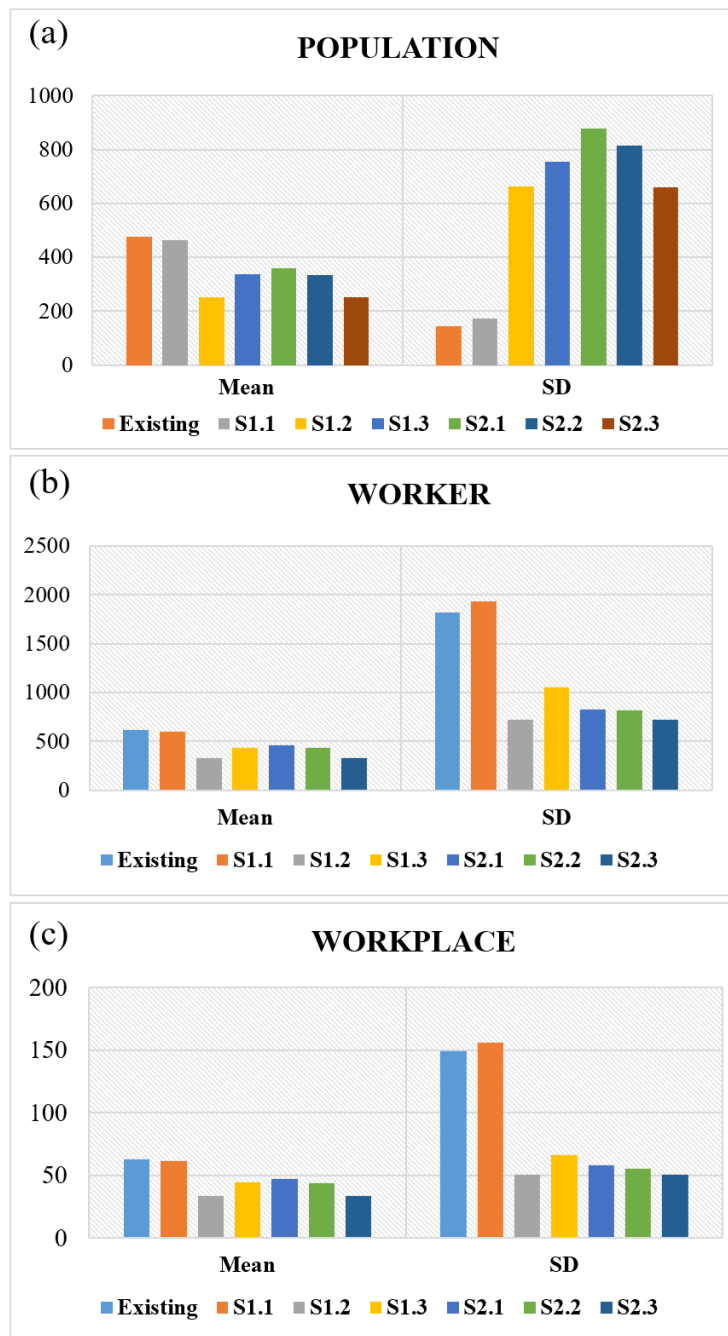 (a)
POPULATION
1000
800
600
400
200
0
Mean SD
Existing S1.1 S1.2 S1.3 S2.1 S2.2 S2.3
(b)
WORKER
2500
2000
1500
1000
500
0
Mean SD
Existing S1.1 S1.2 S1.3 S2.1 S2.2 S2.3
(c)
WORKPLACE
200
150
100
50
0
Mean SD
Existing S1.1 S1.2 S1.3 S2.1 S2.2 S2.3